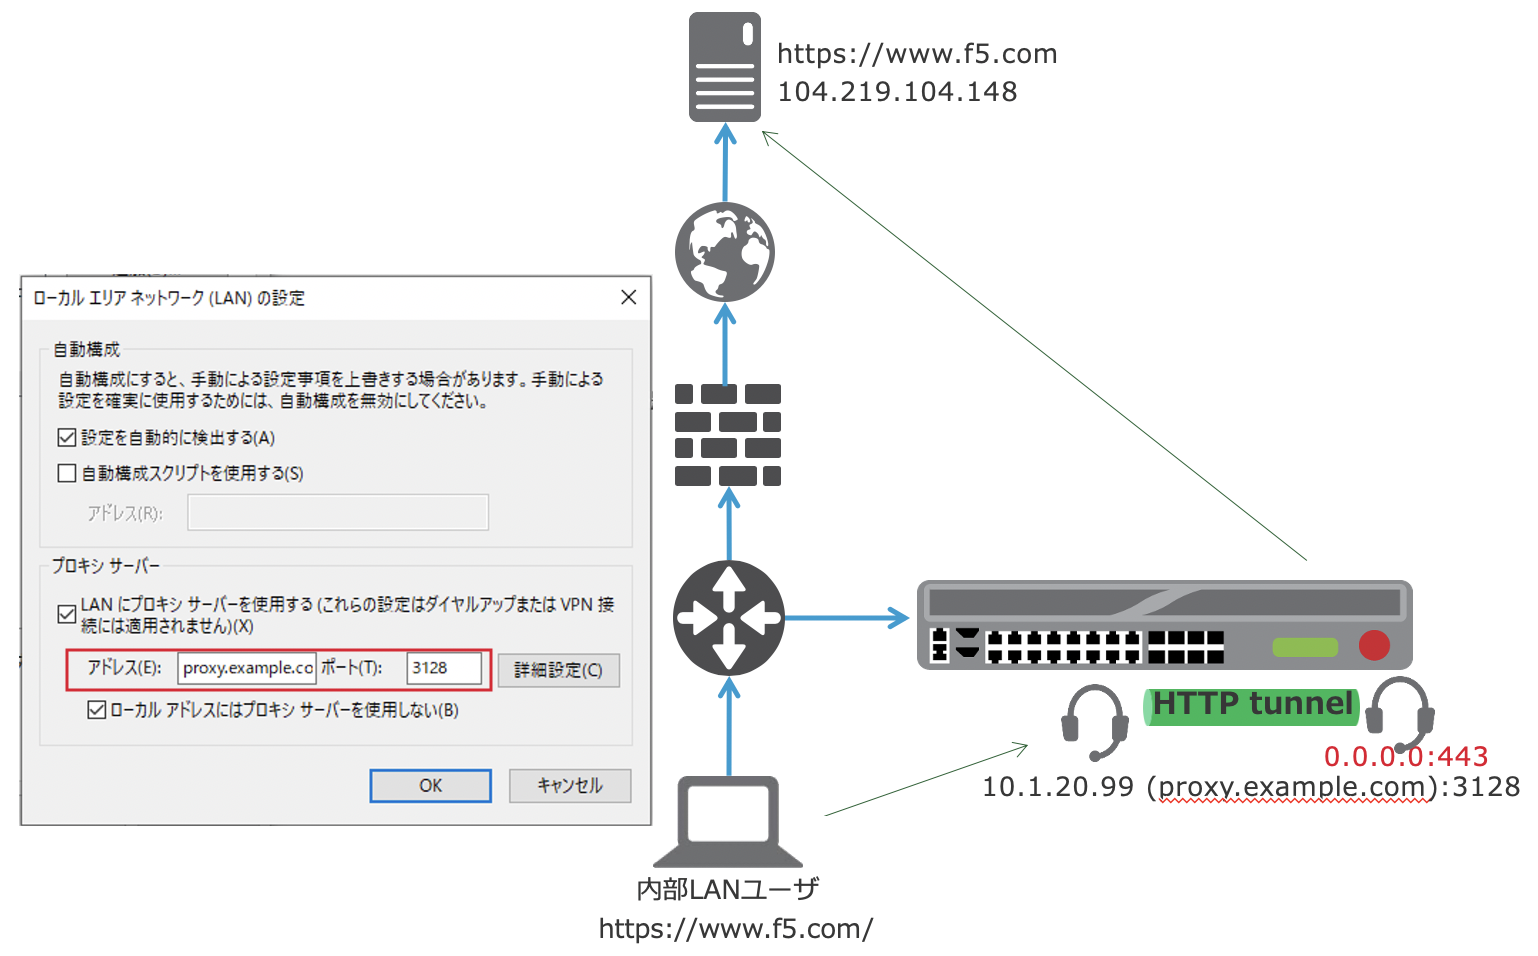 https://www.f5.com
104.219.104.148
ローカル エリア ネットワーク (LAN) の設定
自動構成
自動構成にすると、手動による設定事項を上書きする場合があります。手動による
設定を確実に使用するためには、自動構成を無効にしてください。
設定を自動的に検出する(A)
自動構成スクリプトを使用する(S)
アドレス(R):
プロキシ サーバー
LAN にプロキシ サーバーを使用する (これらの設定はダイヤルアップまたは VPN 接
続には適用されません)(X)
アドレス(E): proxy.example.co ポート(T): 3128 詳細設定(C)
ローカル アドレスにはプロキシ サーバーを使用しない(B)
OK キャンセル
HTTP tunnel
0.0.0.0:443
10.1.20.99 (proxy.example.com):3128
内部LANユーザ
https://www.f5.com/